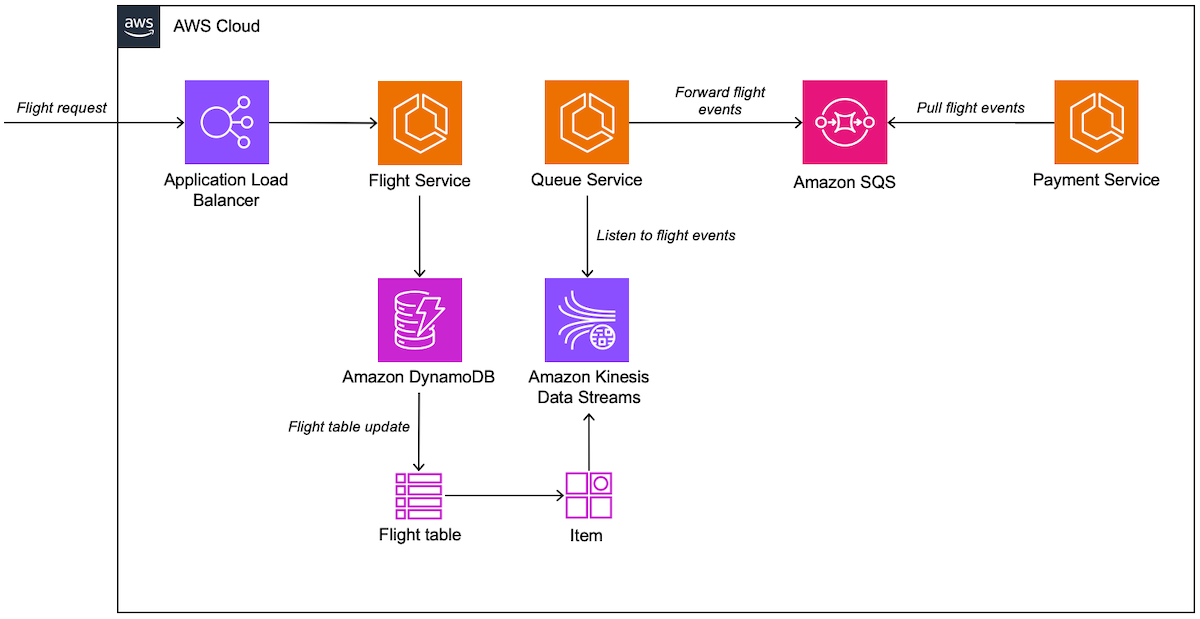 aws
AWS Cloud
Flight request
Application Load
Balancer
Flight Service
Queue Service
Forward flight
events
Amazon SQS
Pull flight events
Payment Service
Listen to flight events
Amazon DynamoDB
Amazon Kinesis
Data Streams
Flight table update
Flight table
Item